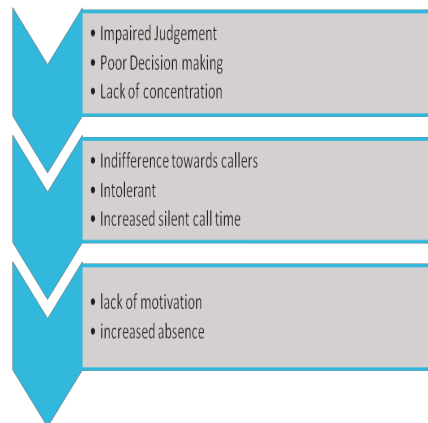 • Impaired Judgement
• Poor Decision making
• Lack of concentration
• Indifference towards callers
• Intolerant
• Increased silent call time
• lack of motivation
• increased absence